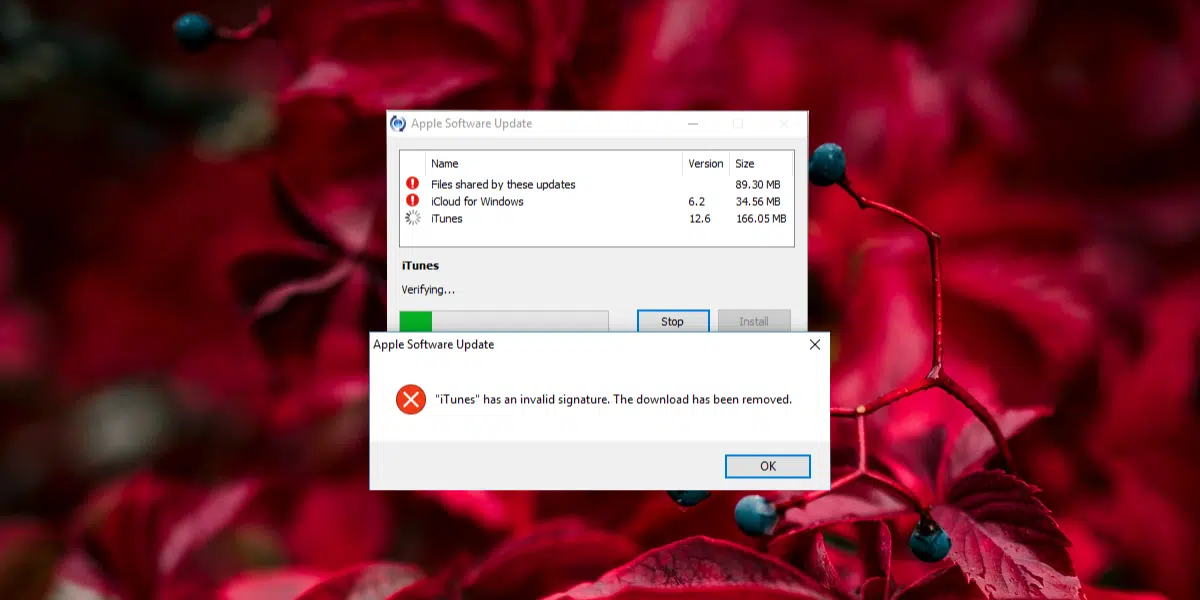 Apple Software Update
Name Version Size
Files shared by these updates 89.30 MB
iCloud for Windows 6.2 34.56 MB
iTunes 12.6 166.05 MB
iTunes
Verifying...
Stop Install
Apple Software Update
"iTunes" has an invalid signature. The download has been removed.
OK